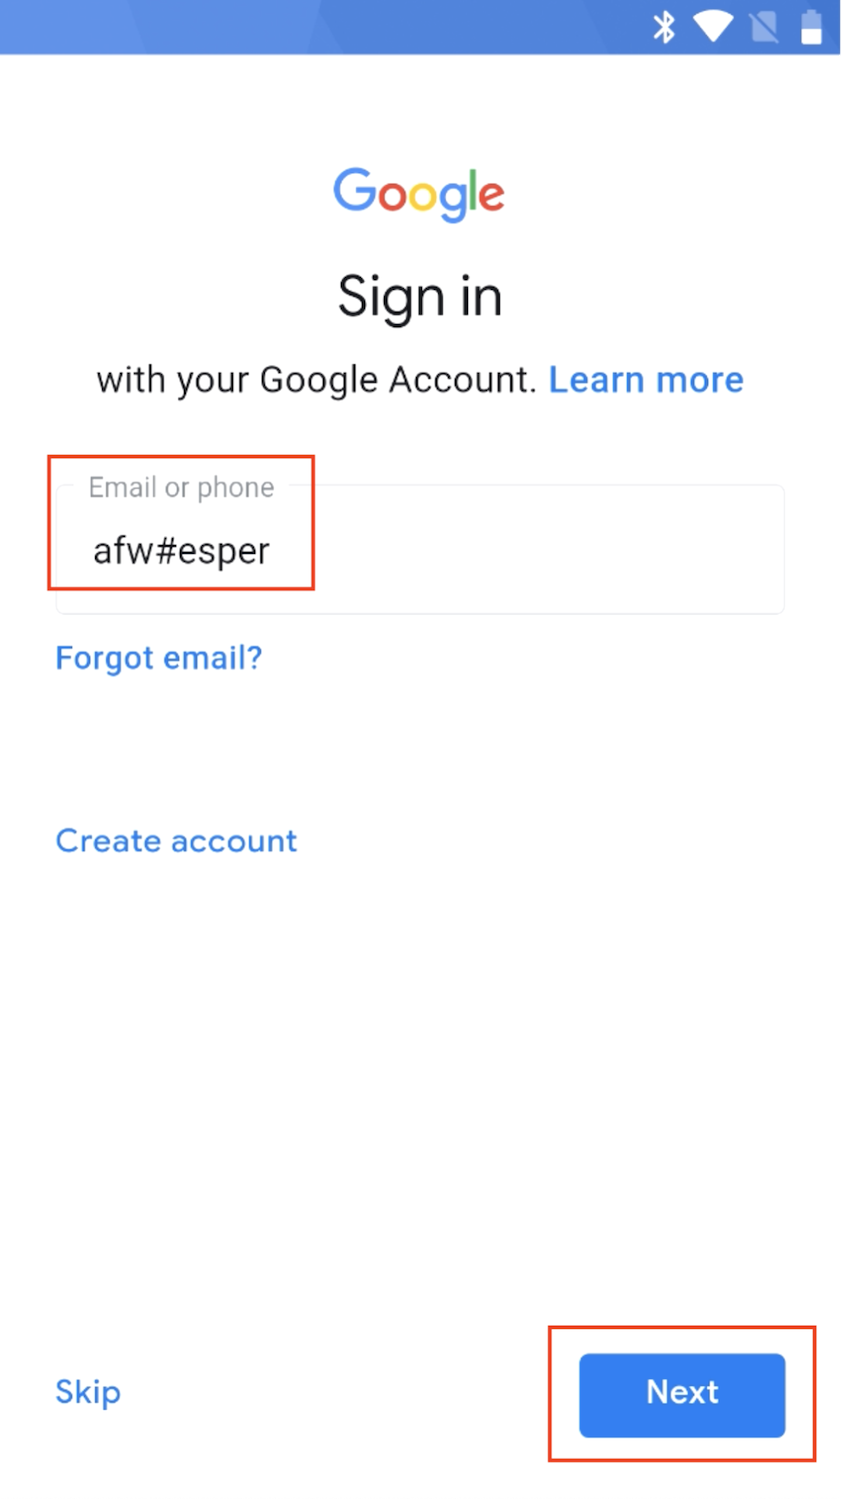 Google
Sign in
with your Google Account. Learn more
Email or phone
afw#esper
Forgot email?
Create account
Skip
Next